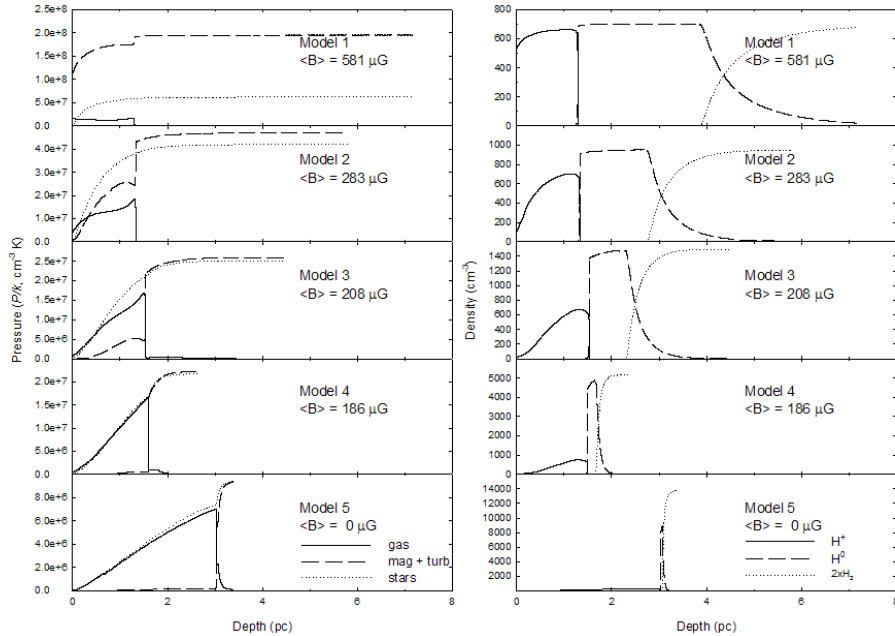 2.5e+8
2.0e+8
1.5e+8
1.0e+8
5.0e+7
0.0
Model 1
<B> = 581 μG
4.0e+7
3.0e+7
2.0e+7
1.0e+7
0.0
Model 2
<B> = 283 μG
2.5e+7
2.0e+7
1.5e+7
1.0e+7
5.0e+6
0.0
Model 3
<B> = 208 μG
2.0e+7
1.5e+7
1.0e+7
5.0e+6
0.0
Model 4
<B> = 186 μG
8.0e+6
6.0e+6
4.0e+6
2.0e+6
0.0
Model 5
<B> = 0 μG
gas
mag + turb
stars
0 2 4 6 8
Pressure (P/k, cm⁻³ K)
Depth (pc)
800
600
400
200
0
Model 1
<B> = 581 μG
1000
800
600
400
200
0
Model 2
<B> = 283 μG
1400
1200
1000
800
600
400
200
0
Model 3
<B> = 208 μG
5000
4000
3000
2000
1000
0
Model 4
<B> = 186 μG
14000
12000
10000
8000
6000
4000
2000
Model 5
<B> = 0 μG
H⁺
H⁰
2xH₂
0 2 4 6 8
Density (cm⁻³)
Depth (pc)